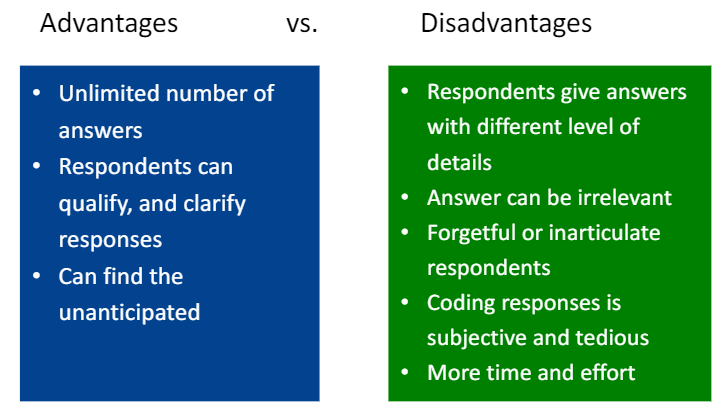 Advantages vs. Disadvantages
• Unlimited number of
answers
• Respondents can
qualify, and clarify
responses
• Can find the
unanticipated
• Respondents give answers
with different level of
details
• Answer can be irrelevant
• Forgetful or inarticulate
respondents
• Coding responses is
subjective and tedious
• More time and effort